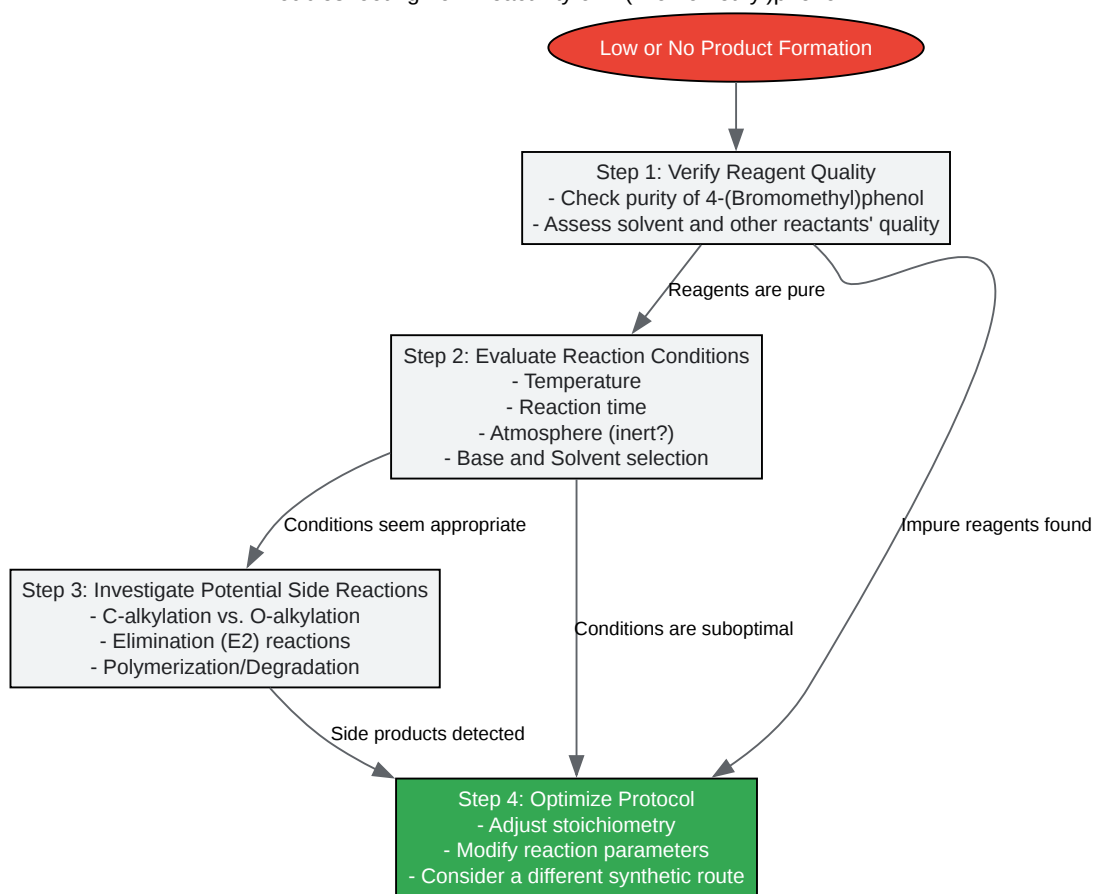 Low or No Product Formation
Step 1: Verify Reagent Quality
- Check purity of 4-(Bromomethyl)phenol
- Assess solvent and other reactants' quality
Reagents are pure
Step 2: Evaluate Reaction Conditions
- Temperature
- Reaction time
- Atmosphere (inert?)
- Base and Solvent selection
Conditions seem appropriate
Impure reagents found
Step 3: Investigate Potential Side Reactions
- C-alkylation vs. O-alkylation
- Elimination (E2) reactions
- Polymerization/Degradation
Conditions are suboptimal
Side products detected
Step 4: Optimize Protocol
- Adjust stoichiometry
- Modify reaction parameters
- Consider a different synthetic route